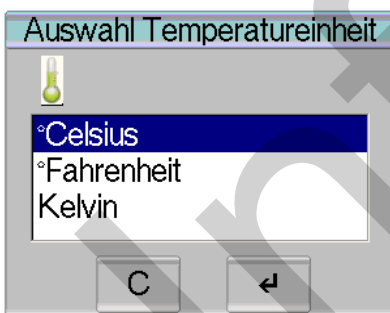 Auswahl Temperatureinheit
°Celsius
°Fahrenheit
Kelvin
C ↵